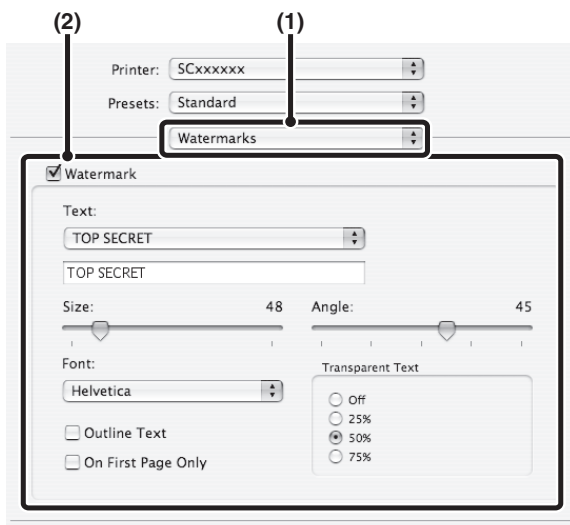 (2) (1)
Printer: SCxxxxxx
Presets: Standard
Watermarks
Watermark
Text:
TOP SECRET
TOP SECRET
Size: 48 Angle: 45
Font: Transparent Text
Helvetica
Off
25%
Outline Text
50%
On First Page Only
75%